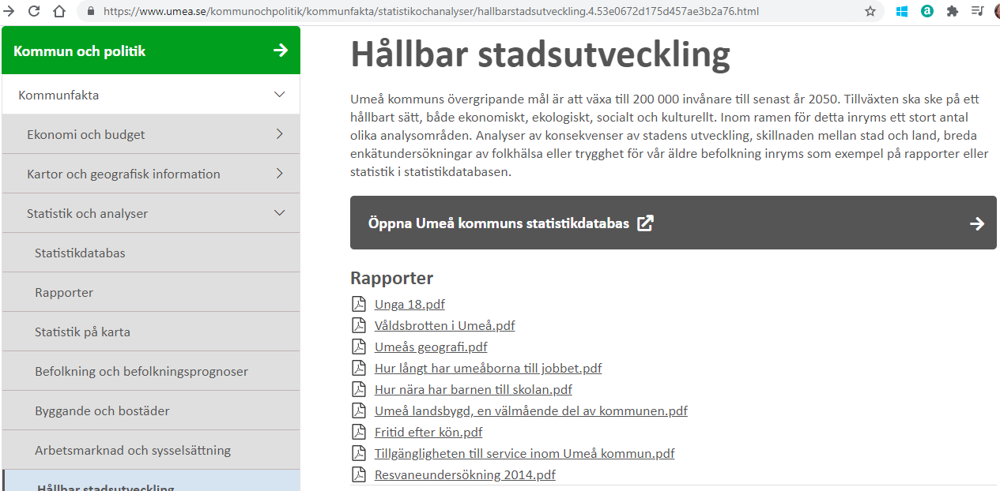 https://www.umea.se/kommunochpolitik/kommunfakta/statistikochanalyser/hallbarstadsutveckling.4.53e0672d175d457ae3b2a76.html
Kommun och politik
Kommunfakta
Ekonomi och budget
Kartor och geografisk information
Statistik och analyser
Statistikdatabas
Rapporter
Statistik på karta
Befolkning och befolkningsprognoser
Byggande och bostäder
Arbetsmarknad och sysselsättning
Hållbar stadsutveckling
Hållbar stadsutveckling
Umeå kommuns övergripande mål är att växa till 200 000 invånare till senast år 2050. Tillväxten ska ske på ett
hållbart sätt, både ekonomiskt, ekologiskt, socialt och kulturellt. Inom ramen för detta inryms ett stort antal
olika analysområden. Analyser av konsekvenser av stadens utveckling, skillnaden mellan stad och land, breda
enkätundersökningar av folkhälsa eller trygghet för vår äldre befolkning inryms som exempel på rapporter eller
statistik i statistikdatabasen.
Öppna Umeå kommuns statistikdatabas
Rapporter
Unga 18.pdf
Våldsbrotten i Umeå.pdf
Umeås geografi.pdf
Hur långt har umeåborna till jobbet.pdf
Hur nära har barnen till skolan.pdf
Umeå landsbygd, en välmående del av kommunen.pdf
Fritid efter kön.pdf
Tillgängligheten till service inom Umeå kommun.pdf
Resvaneundersökning 2014.pdf